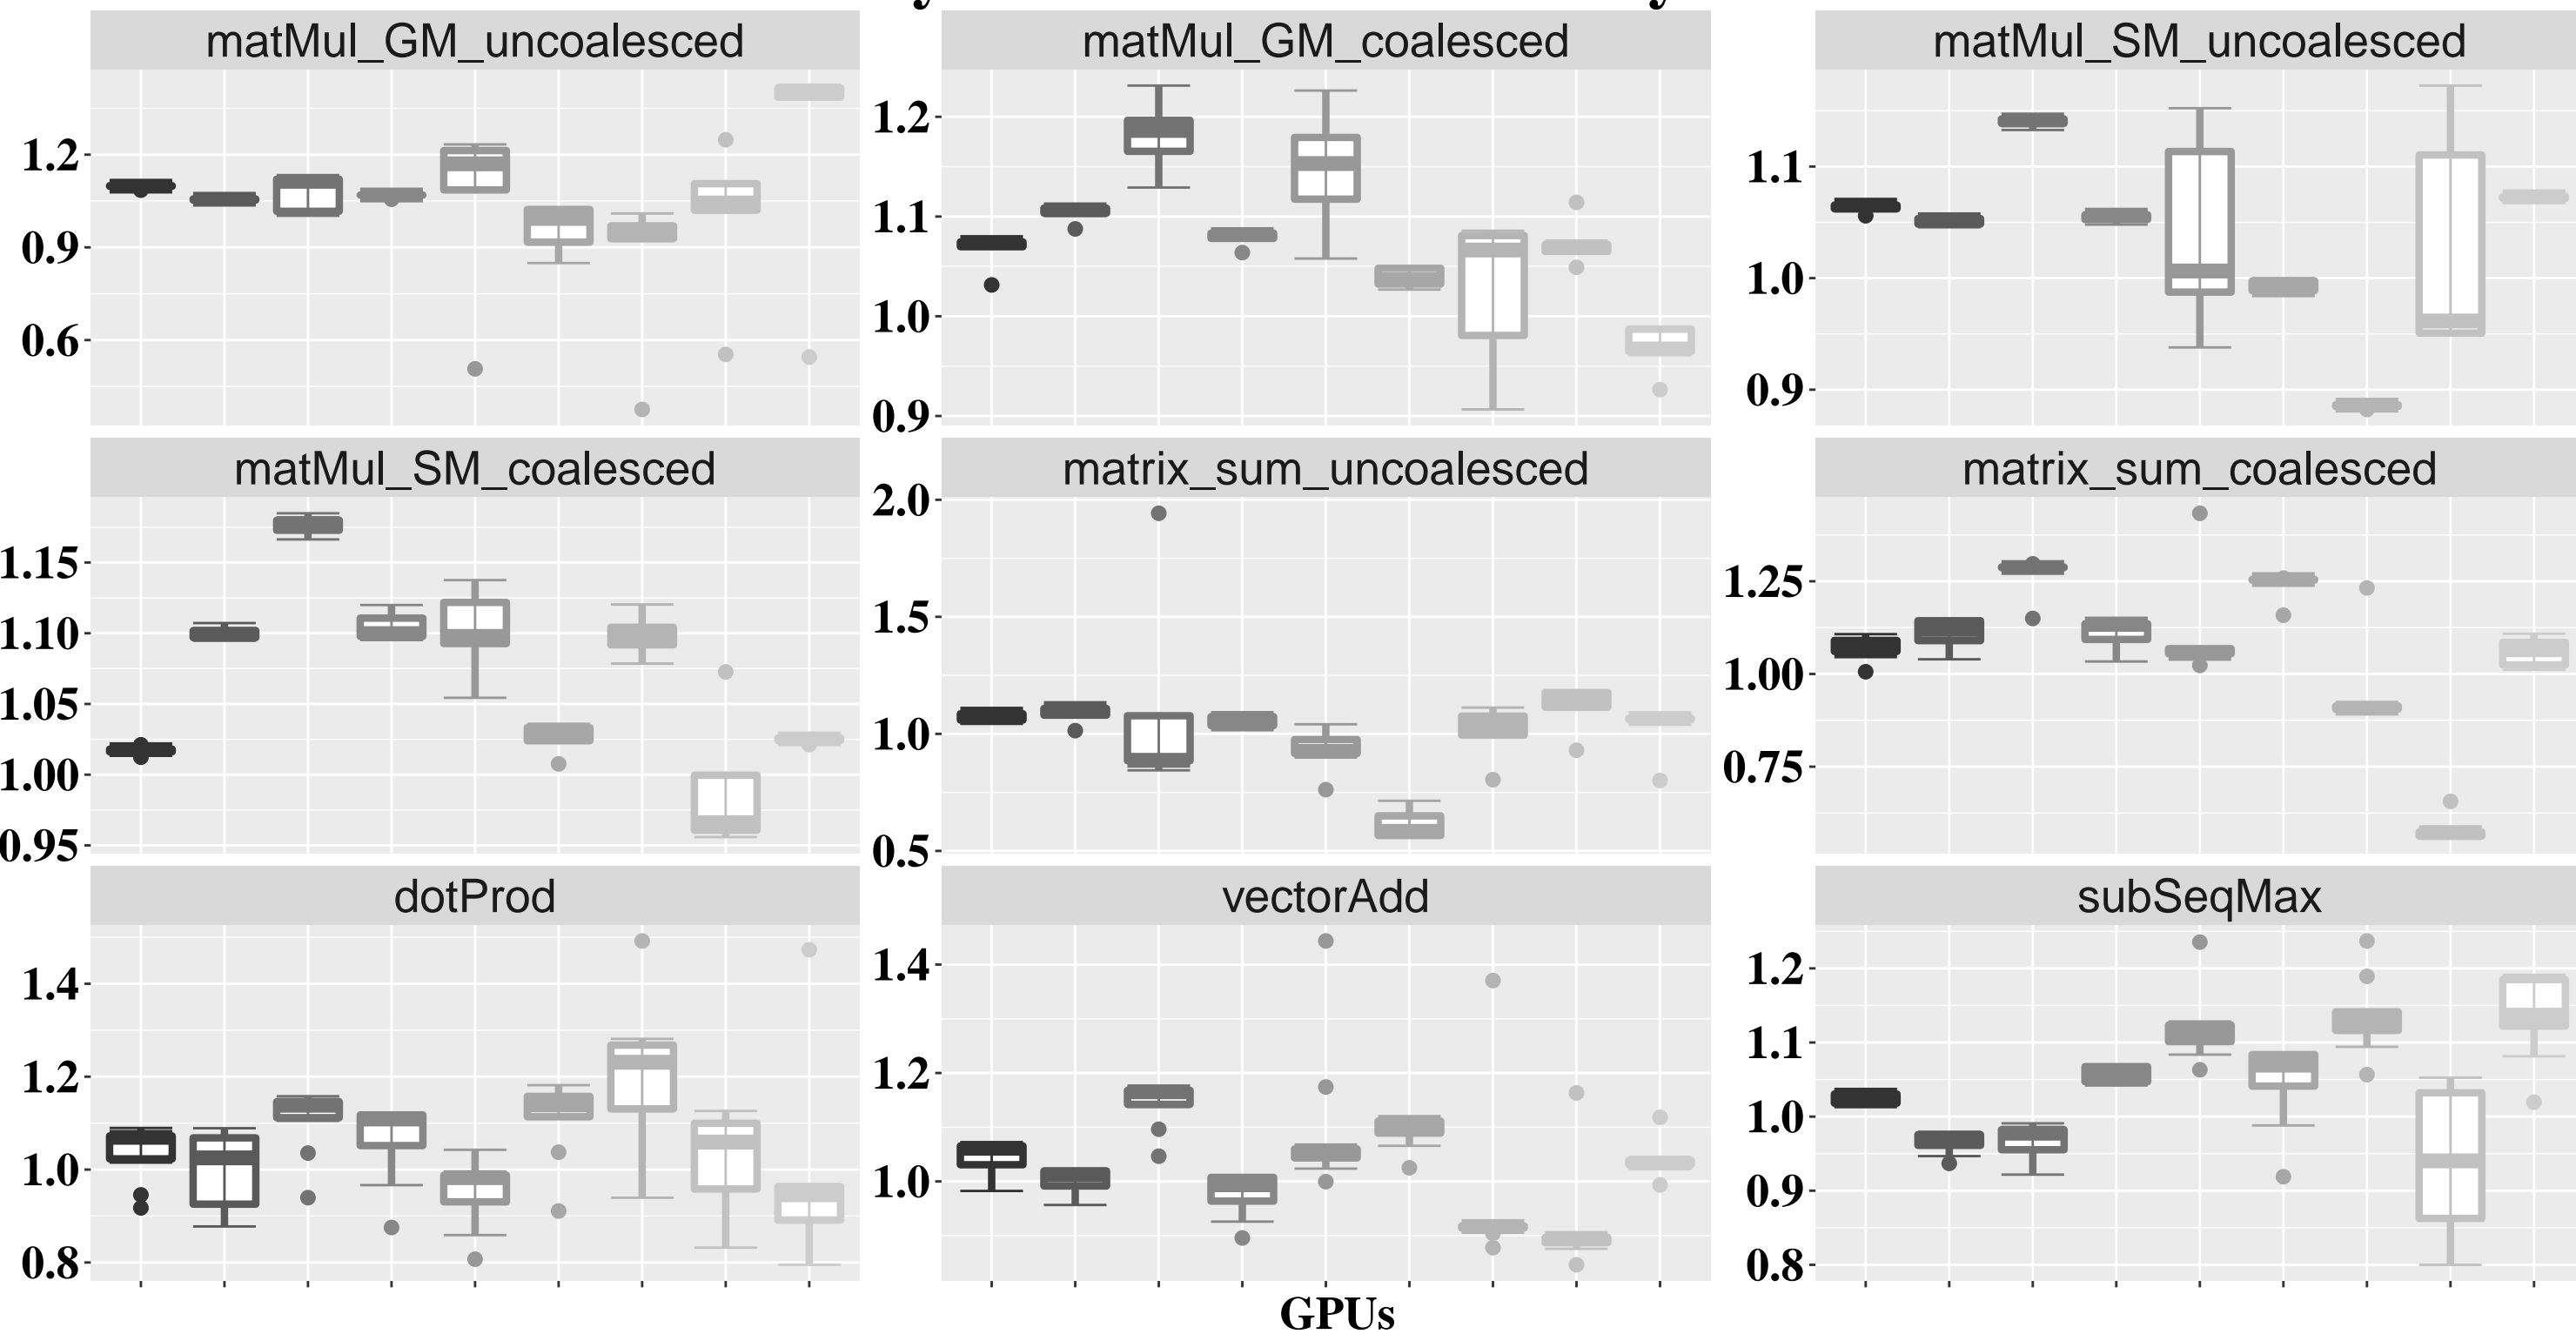 matMul_GM_uncoalesced matMul_GM_coalesced matMul_SM_uncoalesced
1.2 1.2 1.1
0.9 1.1 1.0
0.6 1.0 0.9
0.9
matMul_SM_coalesced matrix_sum_uncoalesced matrix_sum_coalesced
1.15 2.0 1.25
1.10 1.5 1.00
1.05 1.0 0.75
1.00 0.5
0.95
dotProd vectorAdd subSeqMax
1.4 1.4 1.2
1.2 1.2 1.1
1.0 1.0 1.0
0.8 0.9
0.8
GPUs